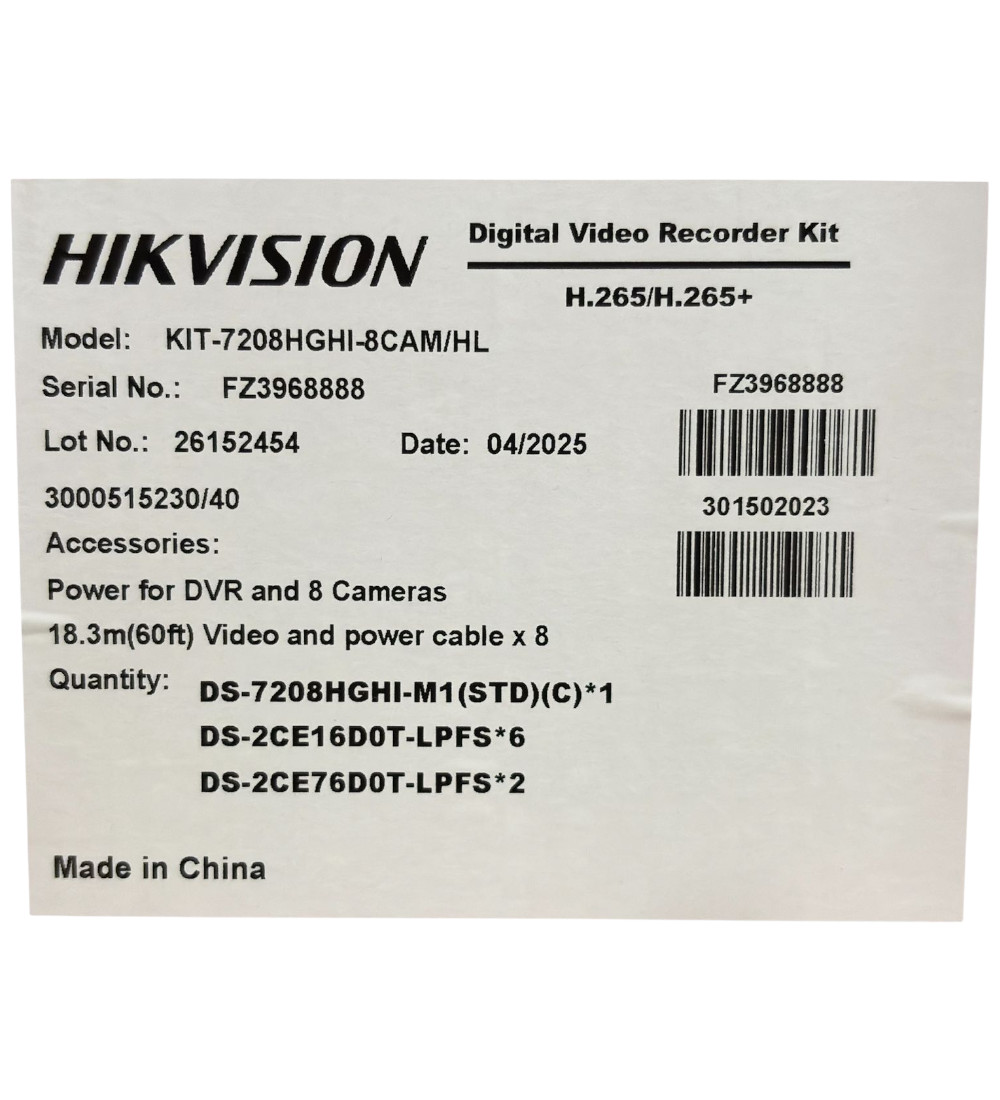 HIKVISION
Digital Video Recorder Kit
H.265/H.265+
Model: KIT-7208HGHI-8CAM/HL
Serial No.: FZ3968888
FZ3968888
Lot No.: 26152454 Date: 04/2025
3000515230/40
301502023
Accessories:
Power for DVR and 8 Cameras
18.3m(60ft) Video and power cable x 8
Quantity: DS-7208HGHI-M1(STD)(C)*1
DS-2CE16D0T-LPFS*6
DS-2CE76D0T-LPFS*2
Made in China